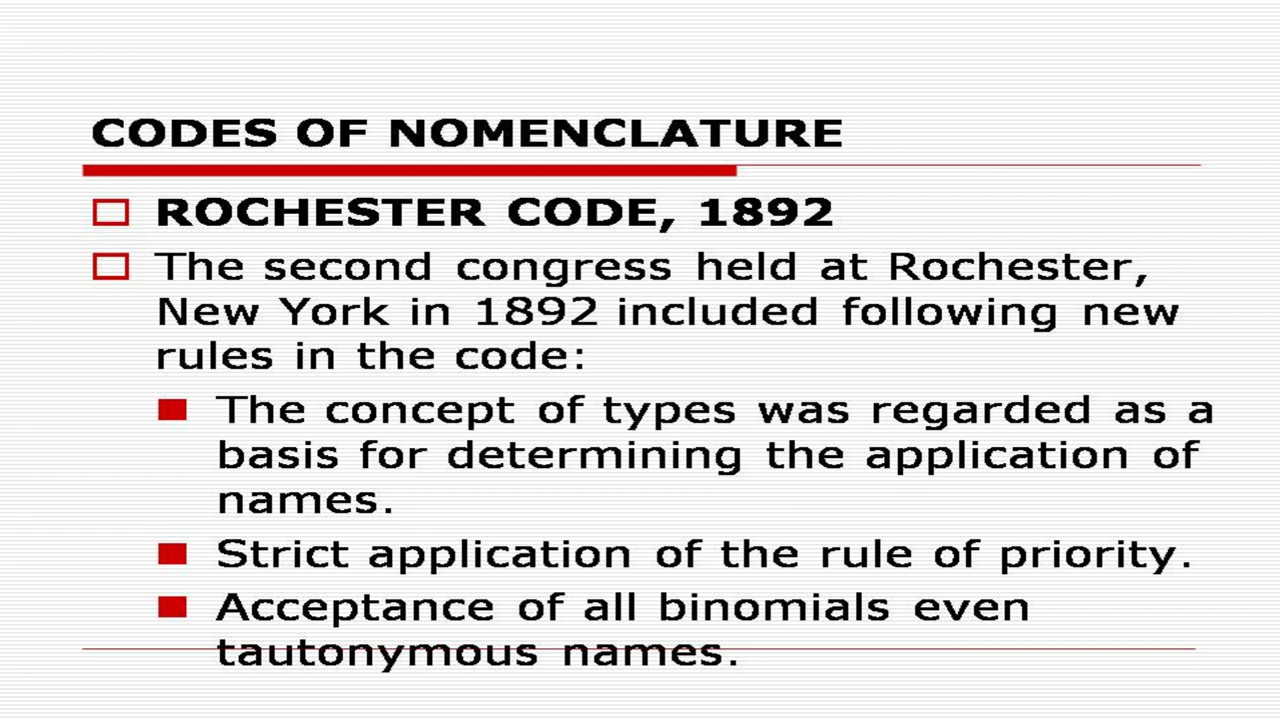 CODES OF NOMENCLATURE
ROCHESTER CODE, 1892
The second congress held at Rochester,
New York in 1892 included following new
rules in the code:
The concept of types was regarded as a
basis for determining the application of
names.
Strict application of the rule of priority.
Acceptance of all binomials even
tautonymous names.